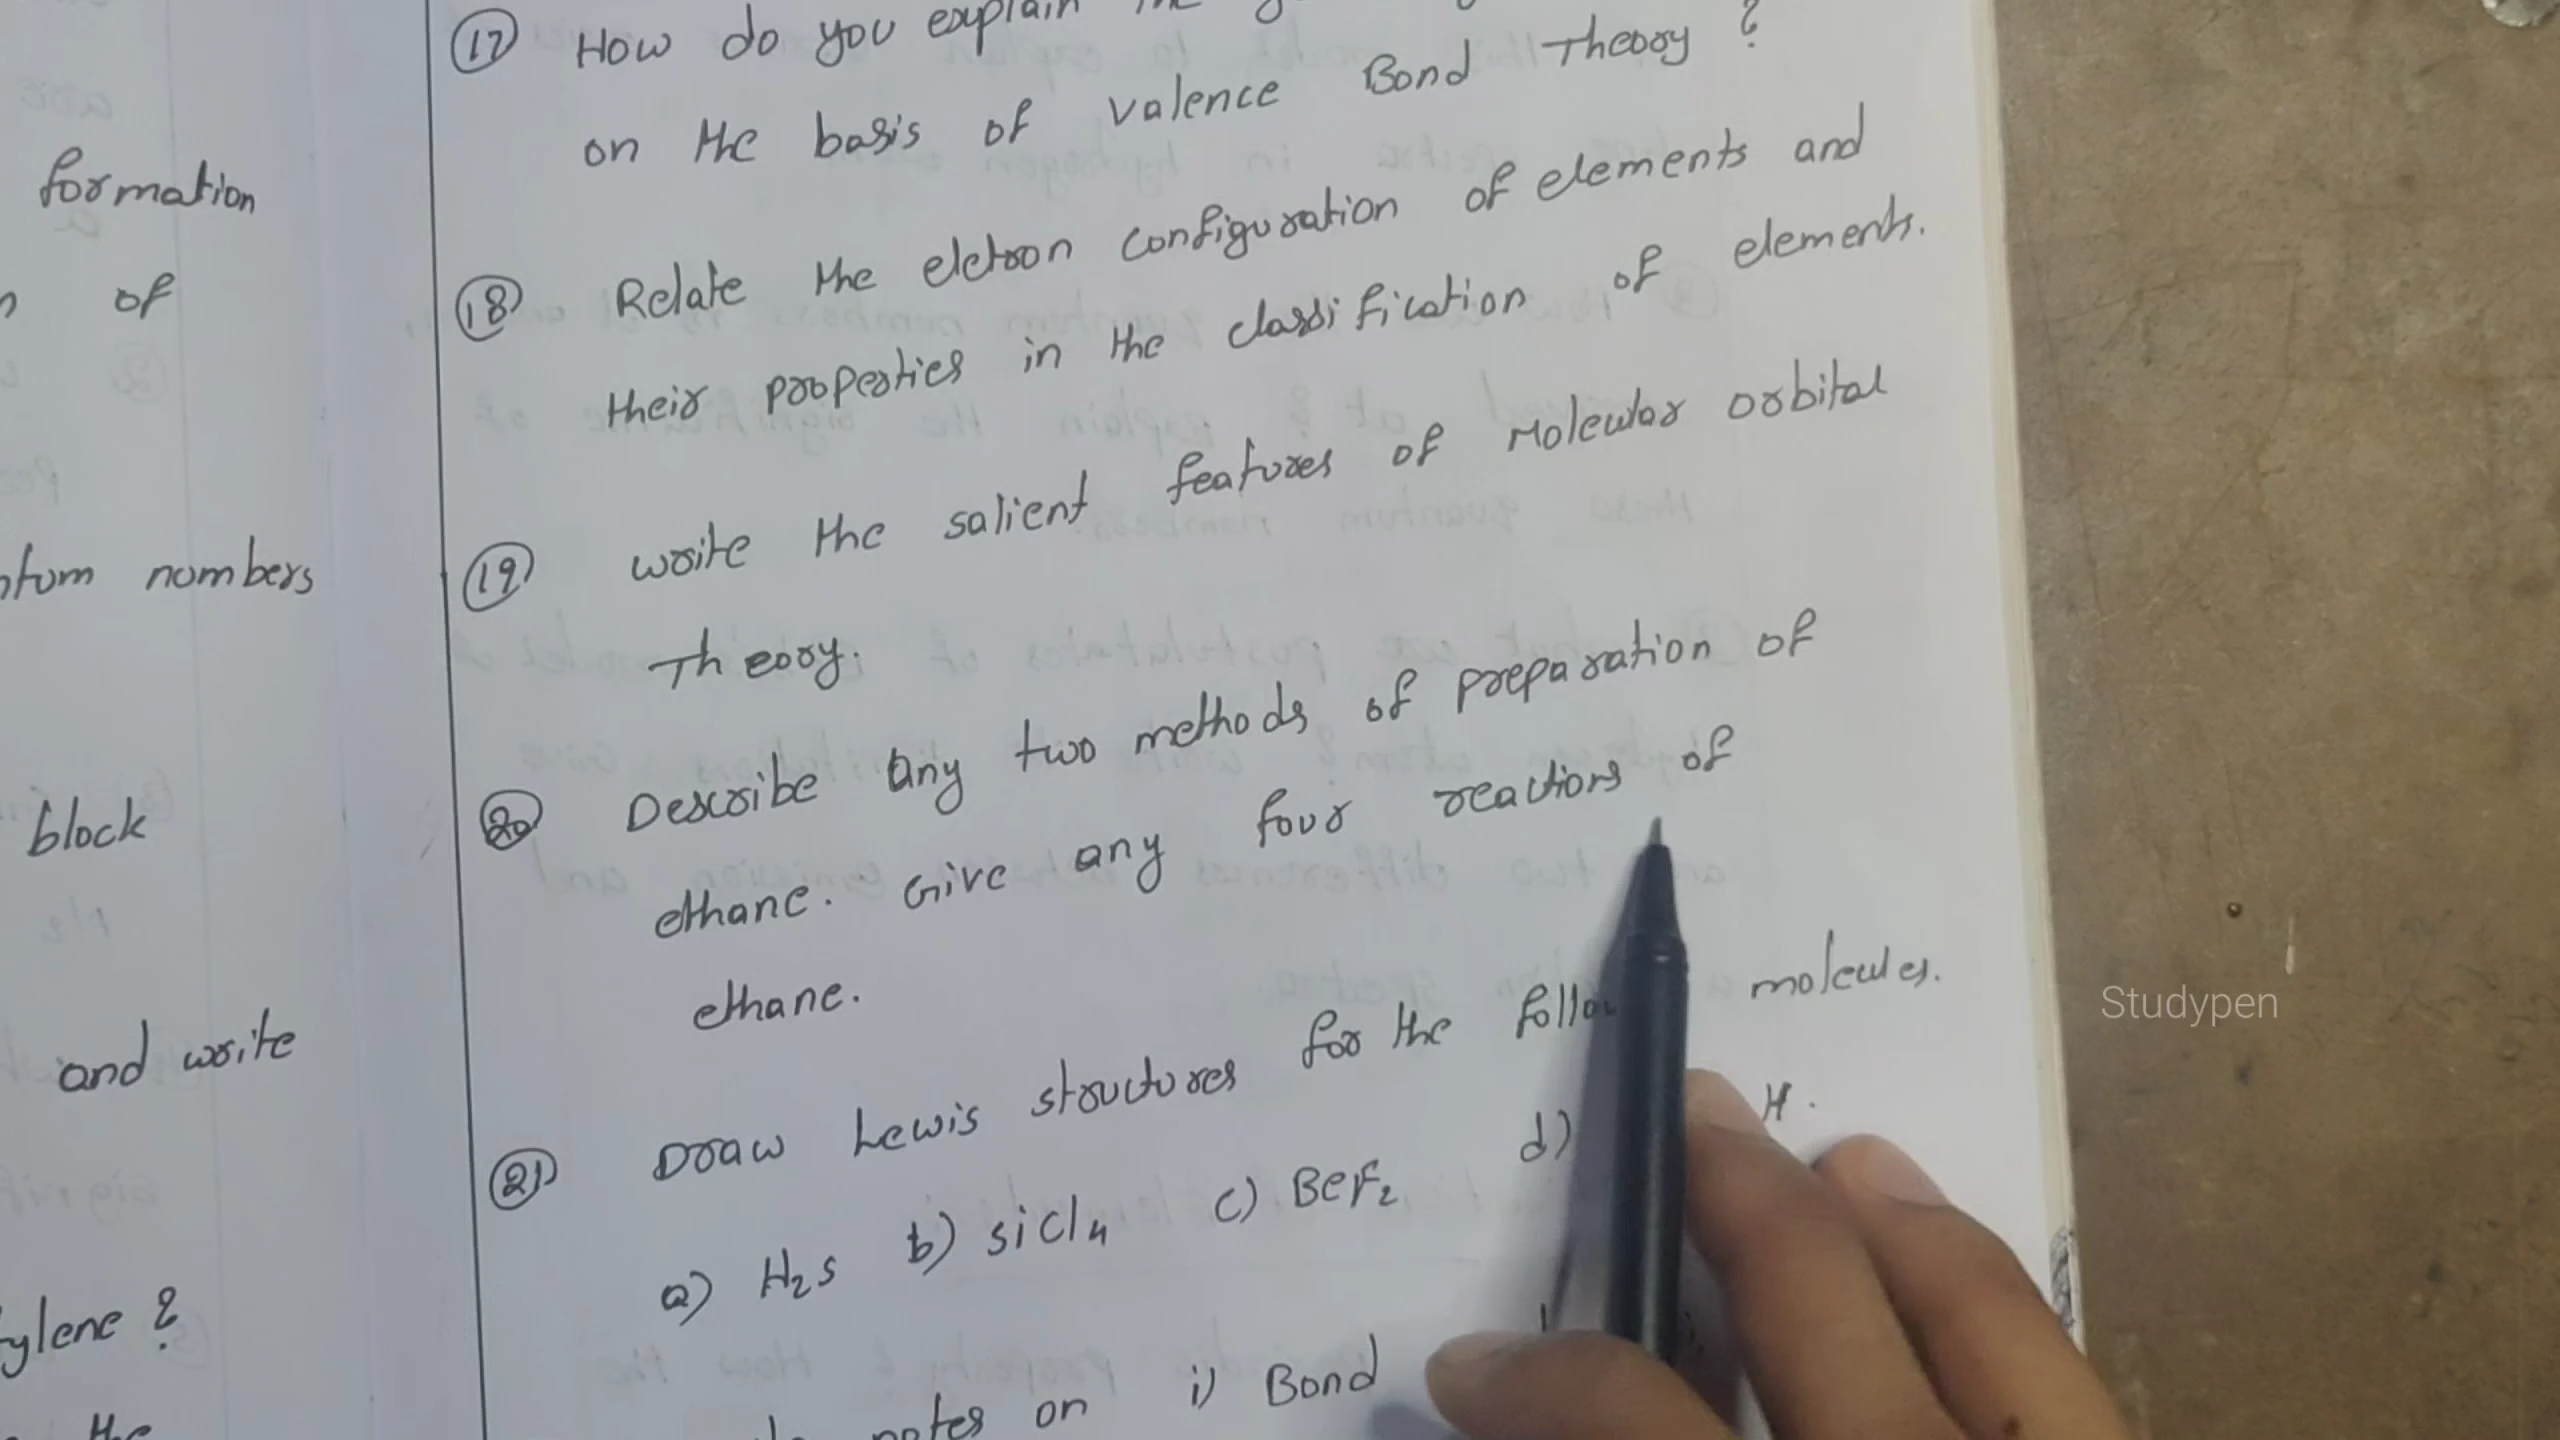 formation
of
numbers
block
and write
ylene ?
the
17 How do you explain
on the basis of valence Bond Theory ?
18 Relate the eletron configuration of elements and
their properties in the classification of elements.
19 write the salient features of Molecular orbital
Theory.
20 Describe any two methods of preparation of
ethane. Give any four reactions of
ethane.
21 Draw Lewis structures for the follo molecules.
a) H2S b) SiCl4 c) BeF2 d) H.
notes on i) Bond
Studypen